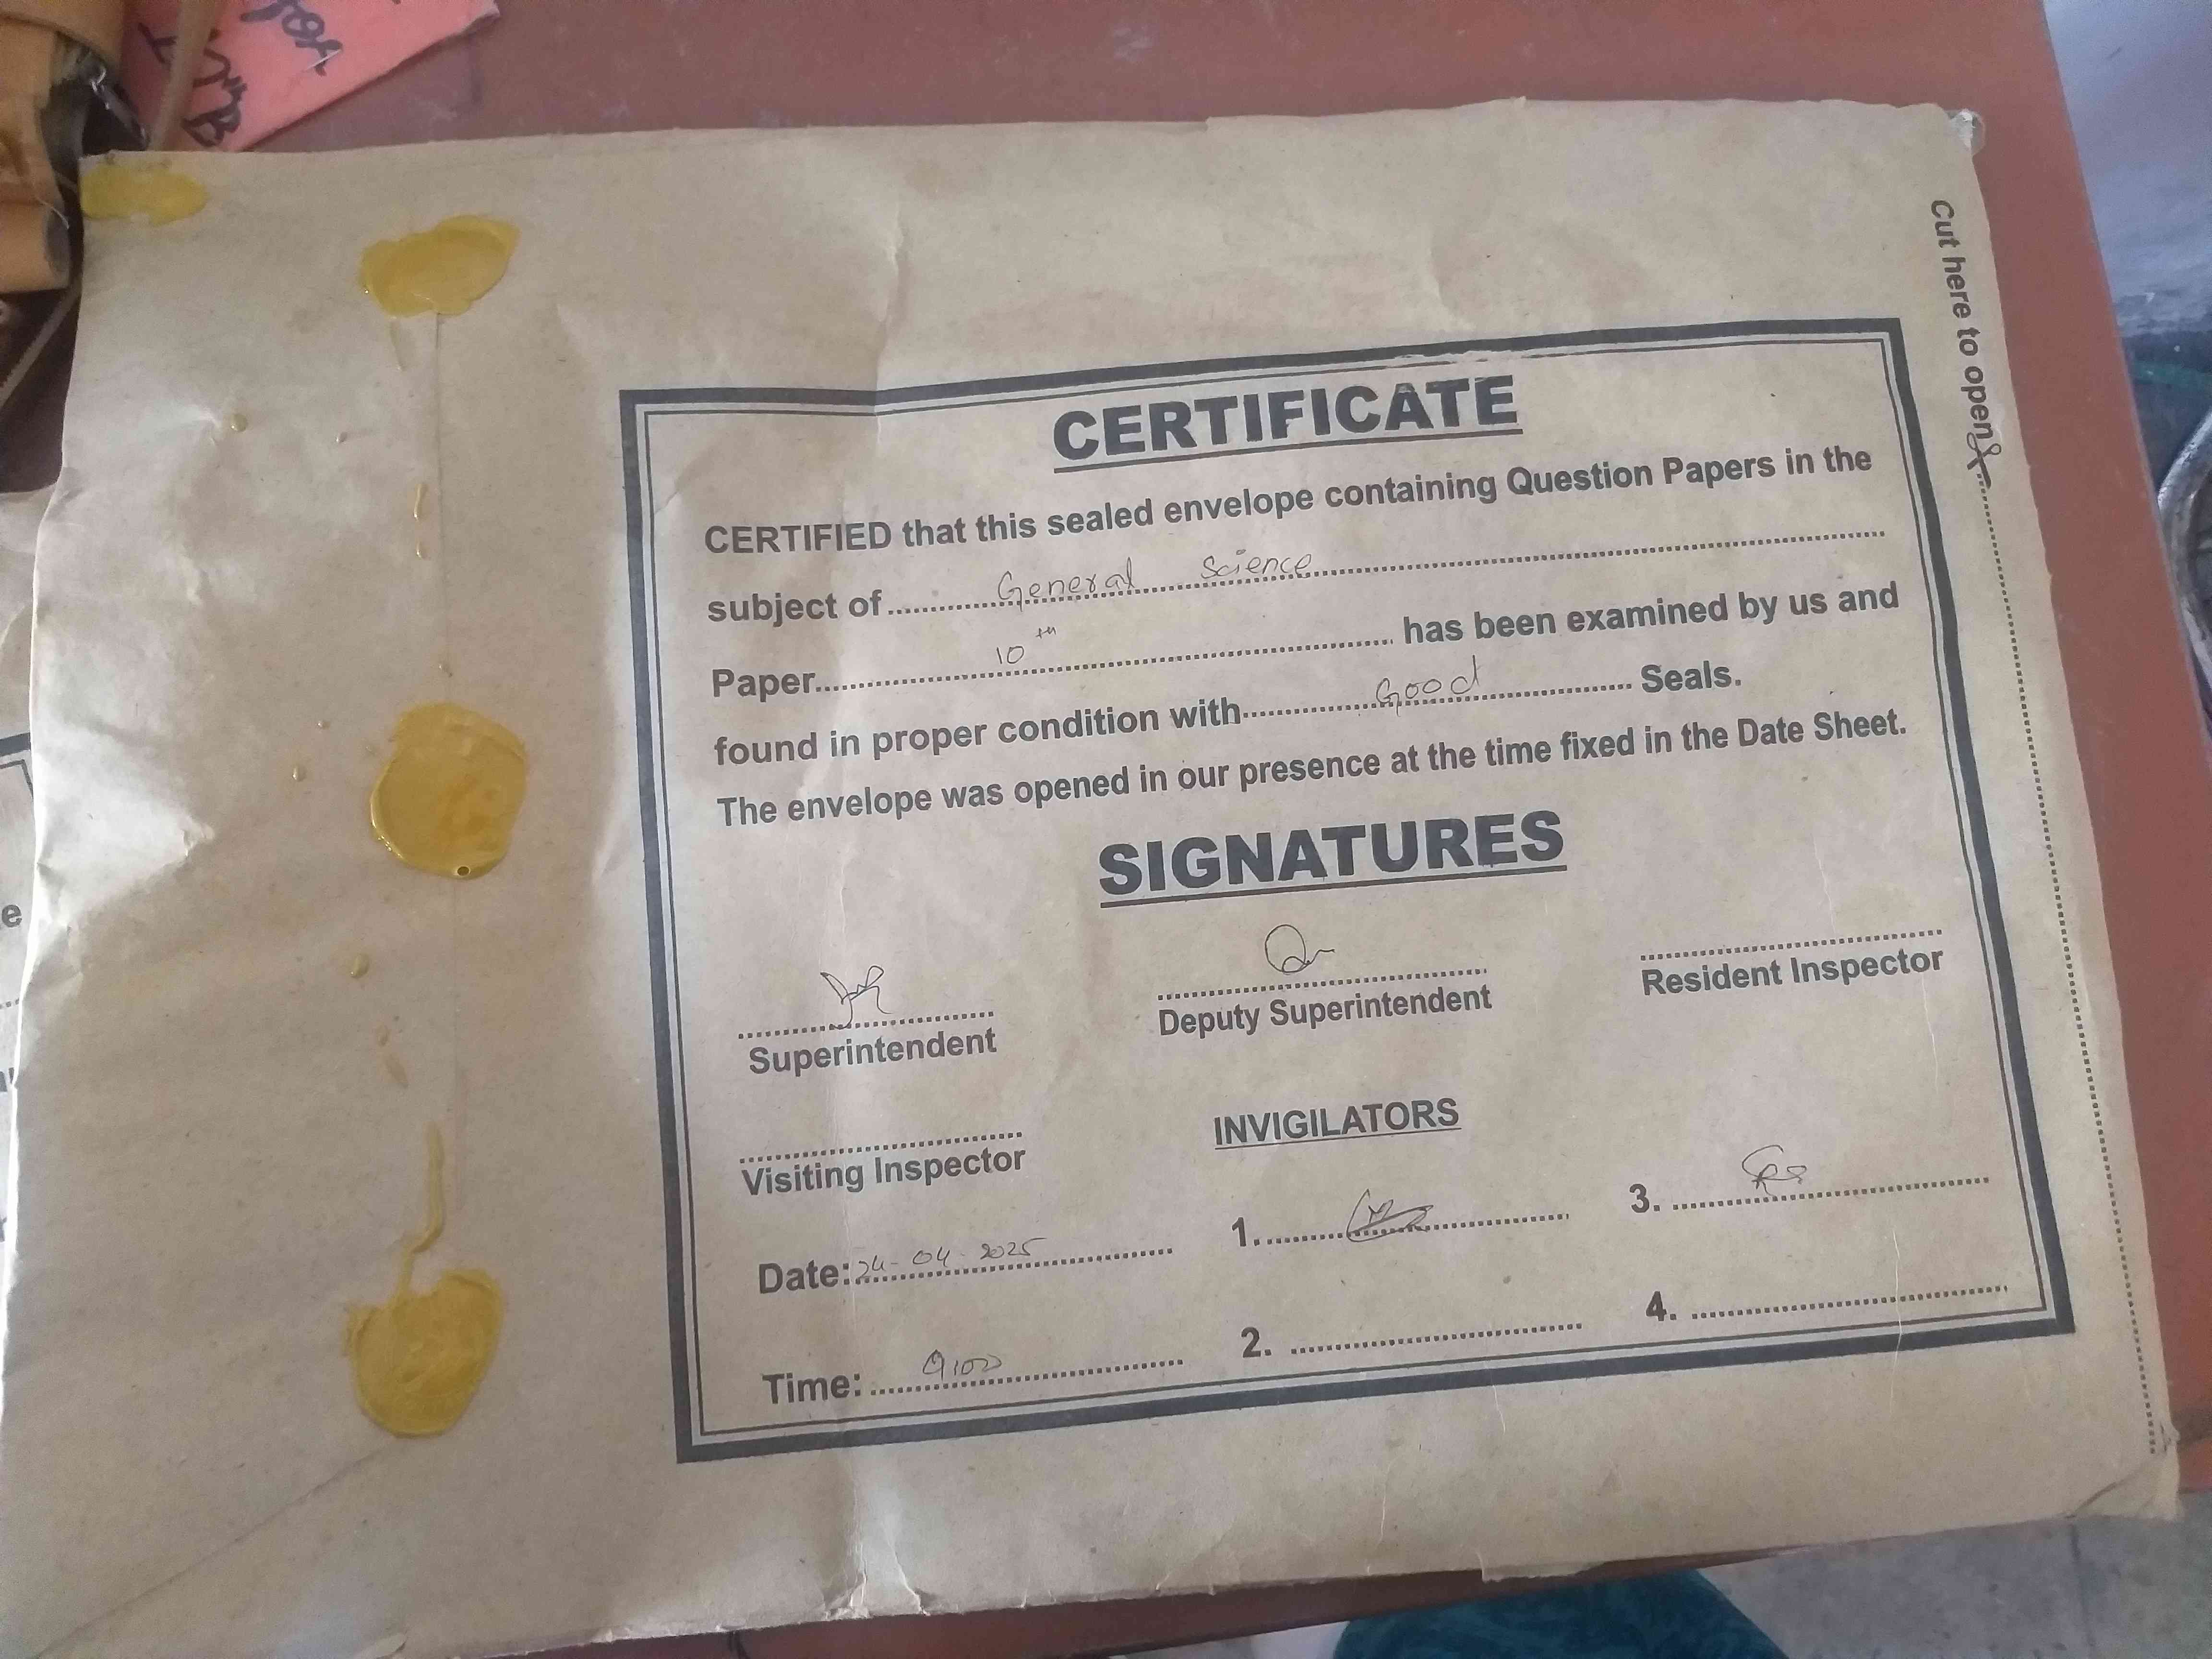 for
Cut here to open
CERTIFICATE
CERTIFIED that this sealed envelope containing Question Papers in the
subject of General Science
Paper 10th has been examined by us and
found in proper condition with Good Seals.
The envelope was opened in our presence at the time fixed in the Date Sheet.
SIGNATURES
Superintendent
Deputy Superintendent
Resident Inspector
Visiting Inspector
INVIGILATORS
1.
3.
Date: 24-04-2025
2.
4.
Time: 9:00
e